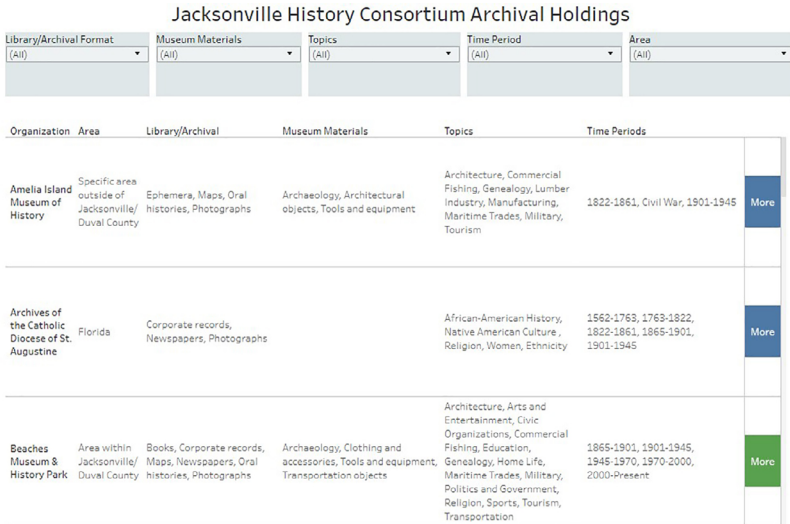 Jacksonville History Consortium Archival Holdings
Library/Archival Format
(All)
Museum Materials
(All)
Topics
(All)
Time Period
(All)
Area
(All)
Organization Area Library/Archival Museum Materials Topics Time Periods
Amelia Island
Museum of
History
Specific area
outside of
Jacksonville/
Duval County
Ephemera, Maps, Oral
histories, Photographs
Archaeology, Architectural
objects, Tools and equipment
Architecture, Commercial
Fishing, Genealogy, Lumber
Industry, Manufacturing,
Maritime Trades, Military,
Tourism
1822-1861, Civil War, 1901-1945
More
Archives of
the Catholic
Diocese of St.
Augustine
Florida
Corporate records,
Newspapers, Photographs
African-American History,
Native American Culture ,
Religion, Women, Ethnicity
1562-1763, 1763-1822,
1822-1861, 1865-1901,
1901-1945
More
Beaches
Museum &
History Park
Area within
Jacksonville/
Duval County
Books, Corporate records,
Maps, Newspapers, Oral
histories, Photographs
Archaeology, Clothing and
accessories, Tools and equipment,
Transportation objects
Architecture, Arts and
Entertainment, Civic
Organizations, Commercial
Fishing, Education,
Genealogy, Home Life,
Maritime Trades, Military,
Politics and Government,
Religion, Sports, Tourism,
Transportation
1865-1901, 1901-1945,
1945-1970, 1970-2000,
2000-Present
More